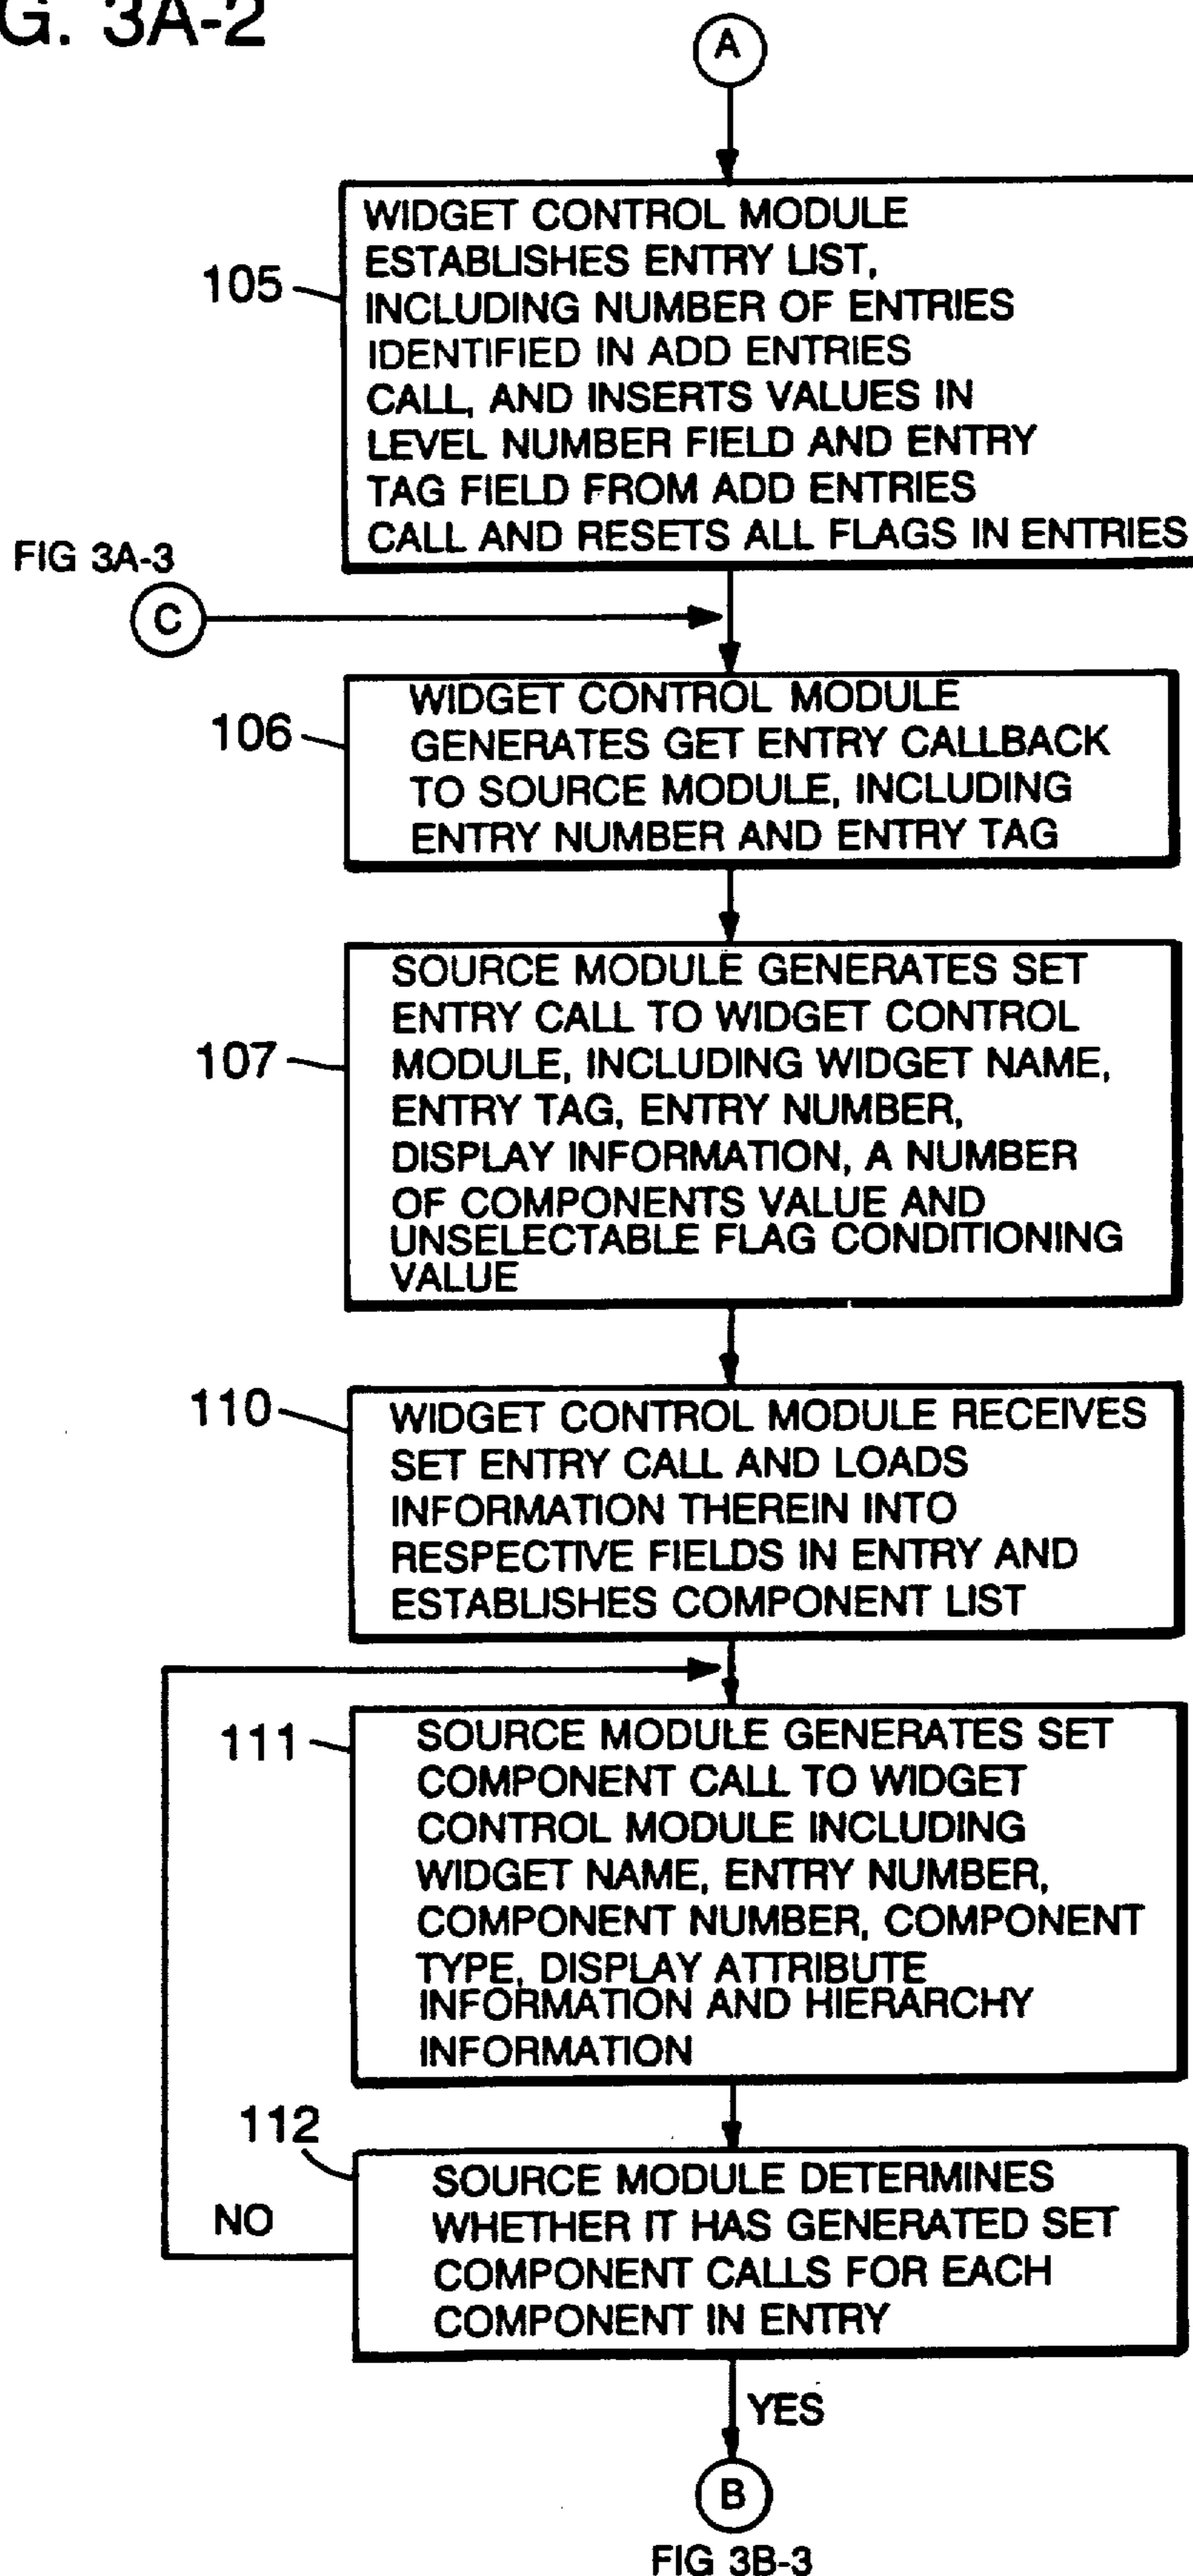 G. 3A-2
A
WIDGET CONTROL MODULE
ESTABLISHES ENTRY LIST,
INCLUDING NUMBER OF ENTRIES
IDENTIFIED IN ADD ENTRIES
CALL, AND INSERTS VALUES IN
LEVEL NUMBER FIELD AND ENTRY
TAG FIELD FROM ADD ENTRIES
CALL AND RESETS ALL FLAGS IN ENTRIES
105
FIG 3A-3
C
106
WIDGET CONTROL MODULE
GENERATES GET ENTRY CALLBACK
TO SOURCE MODULE, INCLUDING
ENTRY NUMBER AND ENTRY TAG
107
SOURCE MODULE GENERATES SET
ENTRY CALL TO WIDGET CONTROL
MODULE, INCLUDING WIDGET NAME,
ENTRY TAG, ENTRY NUMBER,
DISPLAY INFORMATION, A NUMBER
OF COMPONENTS VALUE AND
UNSELECTABLE FLAG CONDITIONING
VALUE
110
WIDGET CONTROL MODULE RECEIVES
SET ENTRY CALL AND LOADS
INFORMATION THEREIN INTO
RESPECTIVE FIELDS IN ENTRY AND
ESTABLISHES COMPONENT LIST
111
SOURCE MODULE GENERATES SET
COMPONENT CALL TO WIDGET
CONTROL MODULE INCLUDING
WIDGET NAME, ENTRY NUMBER,
COMPONENT NUMBER, COMPONENT
TYPE, DISPLAY ATTRIBUTE
INFORMATION AND HIERARCHY
INFORMATION
112
SOURCE MODULE DETERMINES
WHETHER IT HAS GENERATED SET
COMPONENT CALLS FOR EACH
COMPONENT IN ENTRY
NO
YES
B
FIG 3B-3